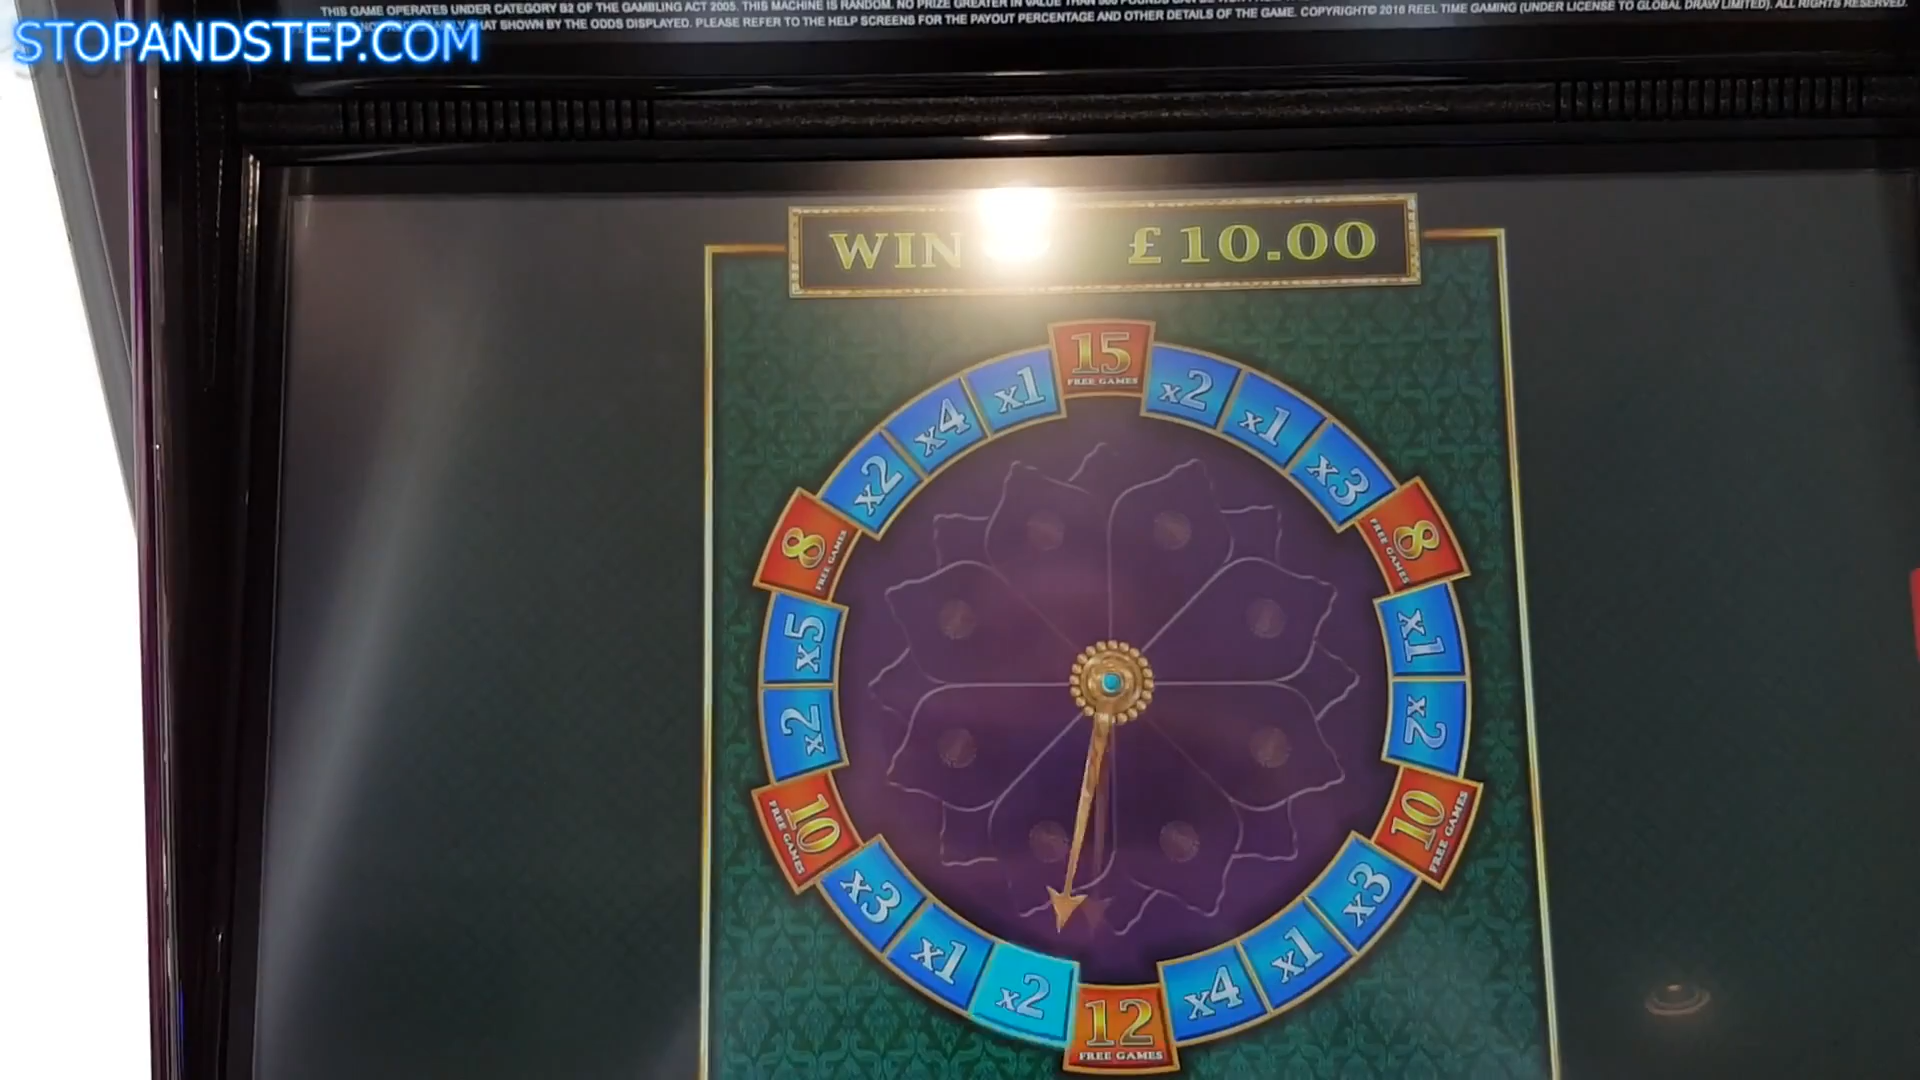 THIS GAME OPERATES UNDER CATEGORY B2 OF THE GAMBLING ACT 2005. THIS MACHINE IS RANDOM. NO PRIZE GREATER IN VALUE THAN
THAT SHOWN BY THE ODDS DISPLAYED. PLEASE REFER TO THE HELP SCREENS FOR THE PAYOUT PERCENTAGE AND OTHER DETAILS OF THE GAME. COPYRIGHT© 2016 REEL TIME GAMING (UNDER LICENSE TO GLOBAL DRAW LIMITED). ALL RIGHTS RESERVED.
STOPANDSTEP.COM
WIN £10.00
15
FREE GAMES
x2
x1
x3
8
FREE GAMES
x1
x2
10
FREE GAMES
x3
x1
x4
12
FREE GAMES
x2
x1
x3
10
FREE GAMES
x2
x5
8
FREE GAMES
x2
x4
x1